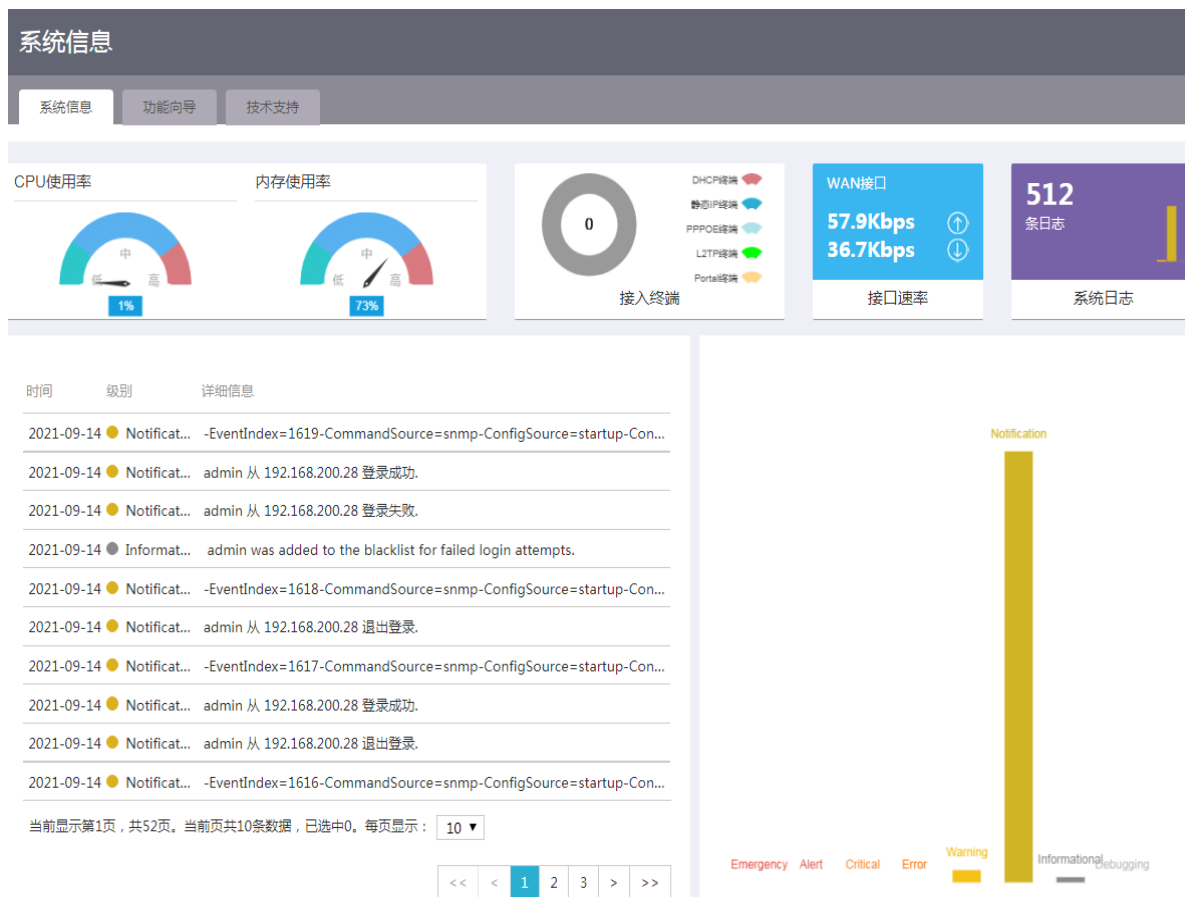 系统信息
系统信息 功能向导 技术支持
CPU使用率 内存使用率
中
低 高
1%
中
低 高
73%
0
DHCP终端
静态IP终端
PPPOE终端
L2TP终端
Portal终端
接入终端
WAN接口
57.9Kbps
36.7Kbps
接口速率
512
条日志
系统日志
时间 级别 详细信息
2021-09-14 Notificat... -EventIndex=1619-CommandSource=snmp-ConfigSource=startup-Con...
2021-09-14 Notificat... admin 从 192.168.200.28 登录成功.
2021-09-14 Notificat... admin 从 192.168.200.28 登录失败.
2021-09-14 Informat... admin was added to the blacklist for failed login attempts.
2021-09-14 Notificat... -EventIndex=1618-CommandSource=snmp-ConfigSource=startup-Con...
2021-09-14 Notificat... admin 从 192.168.200.28 退出登录.
2021-09-14 Notificat... -EventIndex=1617-CommandSource=snmp-ConfigSource=startup-Con...
2021-09-14 Notificat... admin 从 192.168.200.28 登录成功.
2021-09-14 Notificat... admin 从 192.168.200.28 退出登录.
2021-09-14 Notificat... -EventIndex=1616-CommandSource=snmp-ConfigSource=startup-Con...
当前显示第1页，共52页。当前页共10条数据，已选中0。每页显示： 10 ▼
<< < 1 2 3 > >>
Notification
Emergency Alert Critical Error Warning Informational Debugging